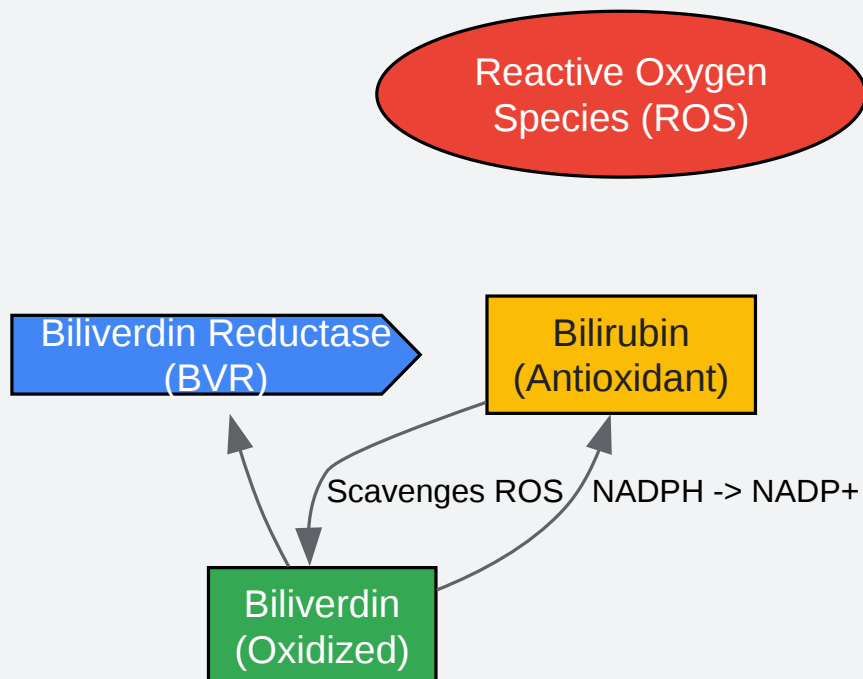 Reactive Oxygen
Species (ROS)
Biliverdin Reductase
(BVR)
Bilirubin
(Antioxidant)
Scavenges ROS
NADPH -> NADP+
Biliverdin
(Oxidized)